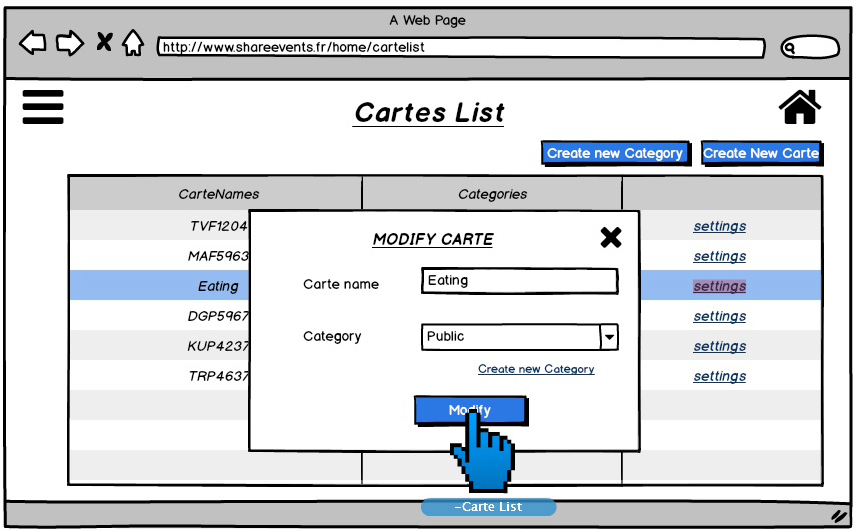 A Web Page
http://www.shareevents.fr/home/cartelist
Cartes List
Create new Category
Create New Carte
CarteNames Categories
TVF1204 settings
MAF5963 settings
Eating settings
DGP5967 settings
KUP4237 settings
TRP4637 settings
MODIFY CARTE
Carte name Eating
Category Public
Create new Category
Modify
-Carte List